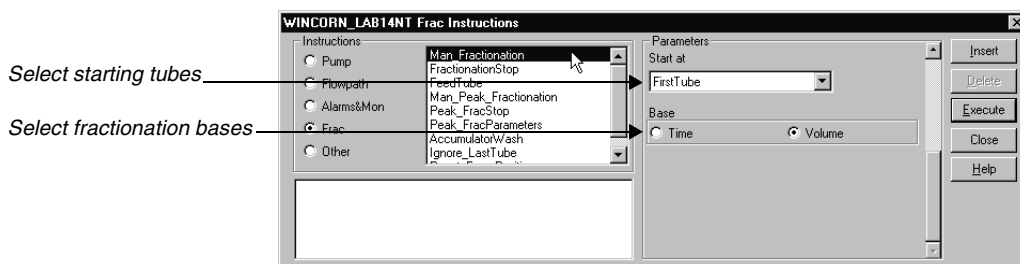 WINCORN_LAB14NT Frac Instructions
Instructions
Pump
Flowpath
Alarms&Mon
Frac
Other
Man_Fractionation
FractionationStop
FeedTube
Man_Peak_Fractionation
Peak_FracStop
Peak_FracParameters
AccumulatorWash
Ignore_LastTube
Parameters
Start at
FirstTube
Base
Time
Volume
Insert
Delete
Execute
Close
Help
Select starting tubes
Select fractionation bases